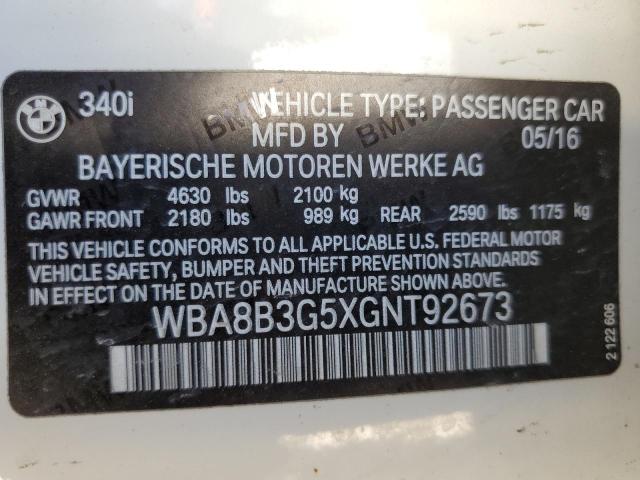 BMW 340i VEHICLE TYPE: PASSENGER CAR
MFD BY 05/16
BAYERISCHE MOTOREN WERKE AG
GVWR 4630 lbs 2100 kg
GAWR FRONT 2180 lbs 989 kg REAR 2590 lbs 1175 kg
THIS VEHICLE CONFORMS TO ALL APPLICABLE U.S. FEDERAL MOTOR
VEHICLE SAFETY, BUMPER AND THEFT PREVENTION STANDARDS
IN EFFECT ON THE DATE OF MANUFACTURE SHOWN ABOVE.
WBA8B3G5XGNT92673
2 122 606